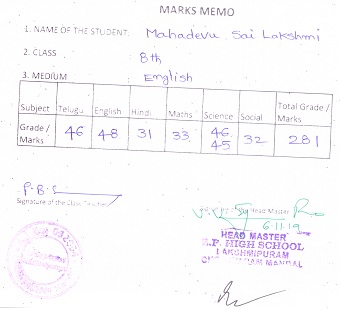 MARKS MEMO
1. NAME OF THE STUDENT: Mahadevu Sai Lakshmi
2. CLASS 8th
3. MEDIUM English
Subject Telugu English Hindi Maths Science Social Total Grade / Marks
Grade / Marks 46 48 31 33 46 45 32 281
P.B.S
Signature of the Class Teacher
Head Master
6.11.19
HEAD MASTER
Z.P. HIGH SCHOOL
LAKSHMIPURAM
MANDAL